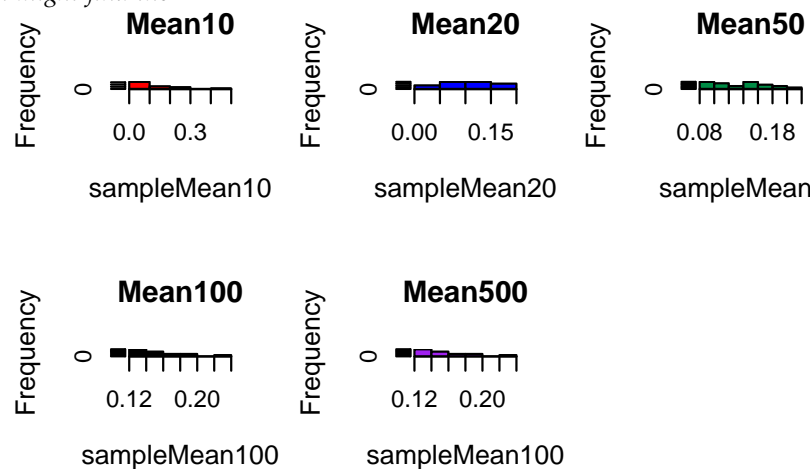 Mean10 Mean20 Mean50
Frequency Frequency Frequency
0 0 0
0.0 0.3 0.00 0.15 0.08 0.18
sampleMean10 sampleMean20 sampleMean
Mean100 Mean500
Frequency Frequency
0 0
0.12 0.20 0.12 0.20
sampleMean100 sampleMean100